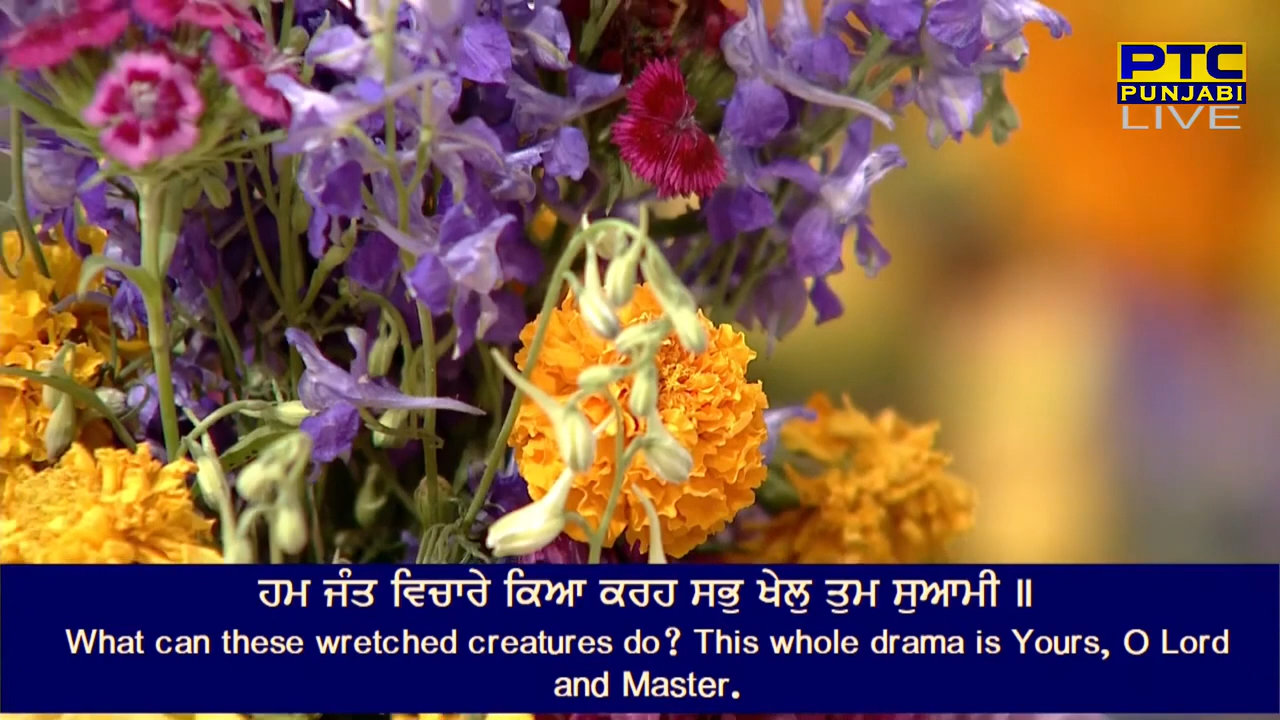 PTC
PUNJABI
LIVE
ਹਮ ਜੰਤ ਵਿਚਾਰੇ ਕਿਆ ਕਰਹ ਸਭੁ ਖੇਲੁ ਤੁਮ ਸੁਆਮੀ ॥
What can these wretched creatures do? This whole drama is Yours, O Lord
and Master.